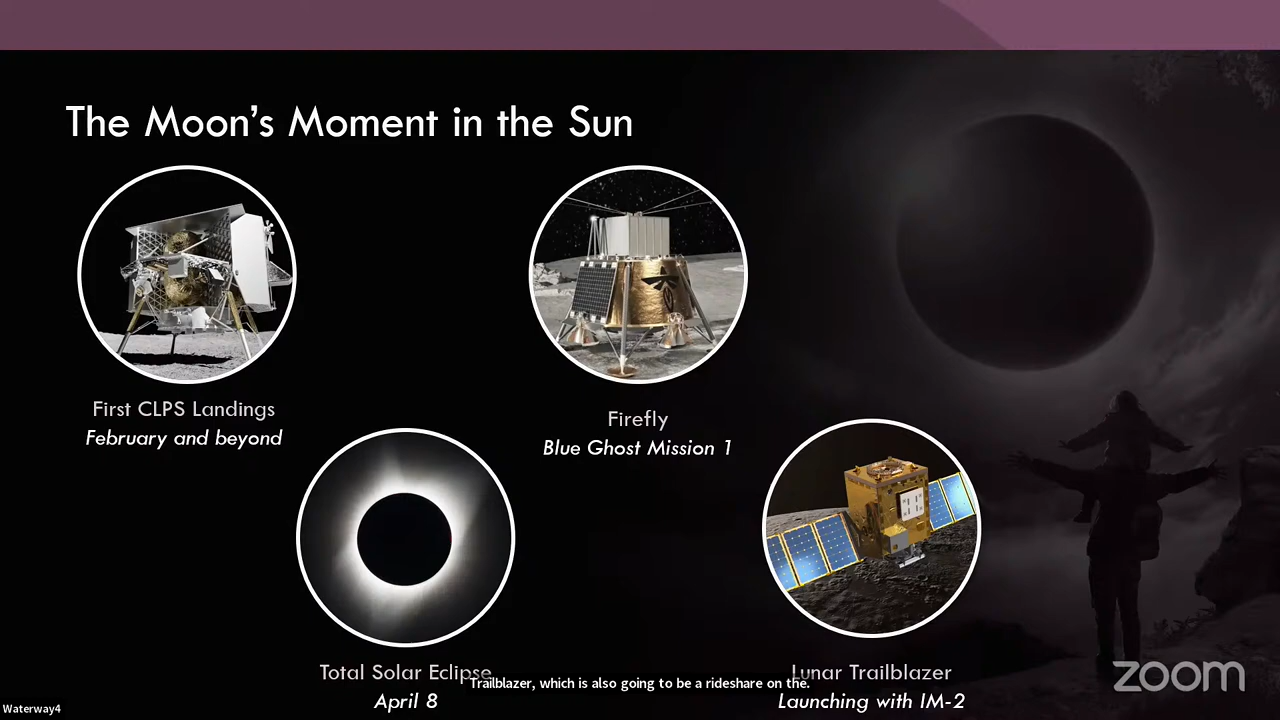 The Moon's Moment in the Sun
First CLPS Landings
February and beyond
Firefly
Blue Ghost Mission 1
Total Solar Eclipse
April 8
Lunar Trailblazer
Launching with IM-2
Trailblazer, which is also going to be a rideshare on the.
zoom
Waterway4